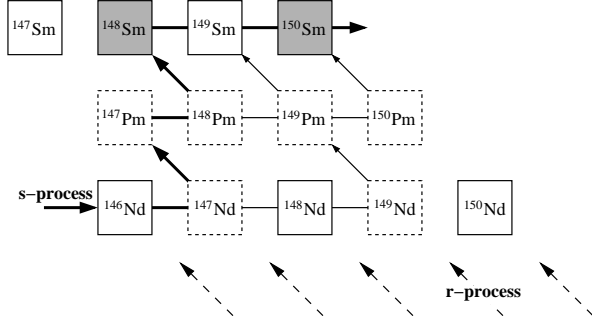 ¹⁴⁷Sm ¹⁴⁸Sm ¹⁴⁹Sm ¹⁵⁰Sm
¹⁴⁷Pm ¹⁴⁸Pm ¹⁴⁹Pm ¹⁵⁰Pm
s−process
¹⁴⁶Nd ¹⁴⁷Nd ¹⁴⁸Nd ¹⁴⁹Nd ¹⁵⁰Nd
r−process